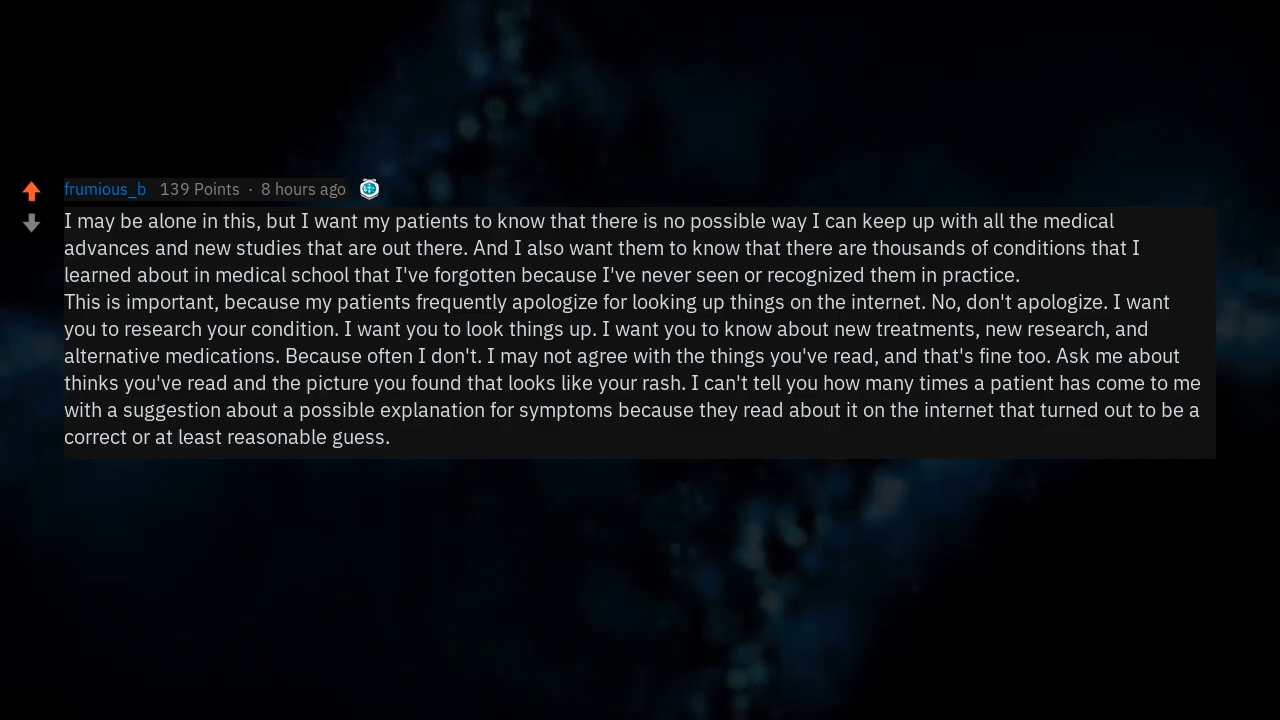 frumious_b 139 Points · 8 hours ago
I may be alone in this, but I want my patients to know that there is no possible way I can keep up with all the medical
advances and new studies that are out there. And I also want them to know that there are thousands of conditions that I
learned about in medical school that I've forgotten because I've never seen or recognized them in practice.
This is important, because my patients frequently apologize for looking up things on the internet. No, don't apologize. I want
you to research your condition. I want you to look things up. I want you to know about new treatments, new research, and
alternative medications. Because often I don't. I may not agree with the things you've read, and that's fine too. Ask me about
thinks you've read and the picture you found that looks like your rash. I can't tell you how many times a patient has come to me
with a suggestion about a possible explanation for symptoms because they read about it on the internet that turned out to be a
correct or at least reasonable guess.